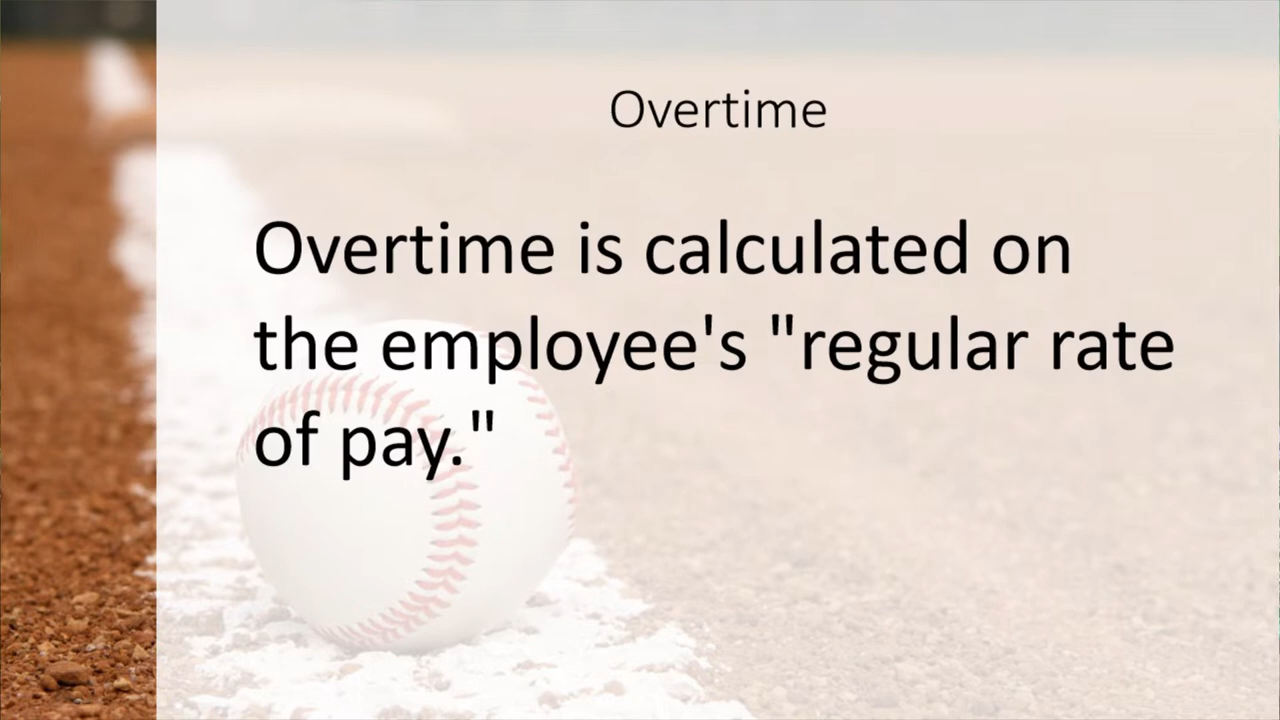 Overtime
Overtime is calculated on
the employee's "regular rate
of pay."